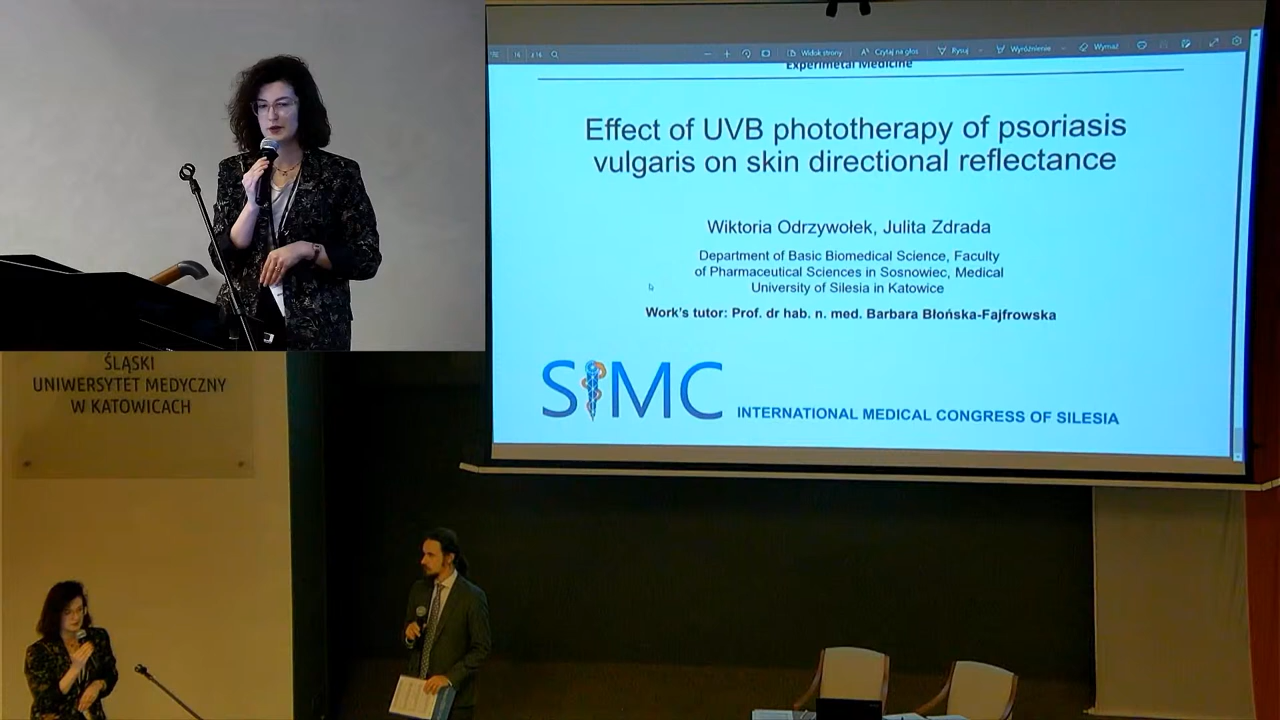 16
z 16
Widok strony
Czytaj na głos
Rysuj
Wyróżnienie
Wymaż
Experimetal Medicine
Effect of UVB phototherapy of psoriasis
vulgaris on skin directional reflectance
Wiktoria Odrzywołek, Julita Zdrada
Department of Basic Biomedical Science, Faculty
of Pharmaceutical Sciences in Sosnowiec, Medical
University of Silesia in Katowice
Work's tutor: Prof. dr hab. n. med. Barbara Błońska-Fajfrowska
SIMC INTERNATIONAL MEDICAL CONGRESS OF SILESIA
ŚLĄSKI
UNIWERSYTET MEDYCZNY
W KATOWICACH